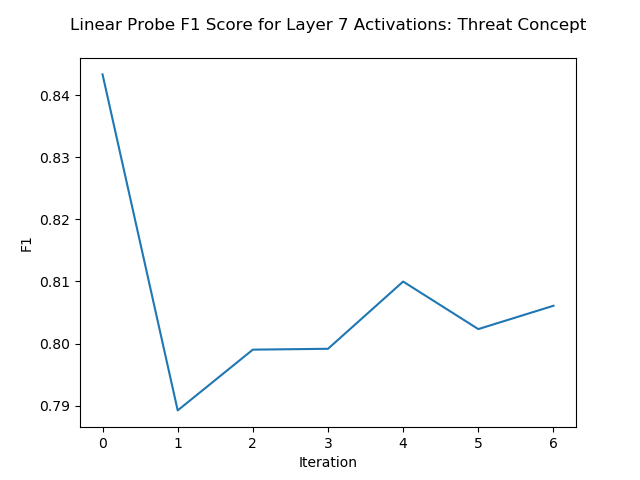 Linear Probe F1 Score for Layer 7 Activations: Threat Concept
0.84
0.83
0.82
0.81
0.80
0.79
F1
0 1 2 3 4 5 6
Iteration